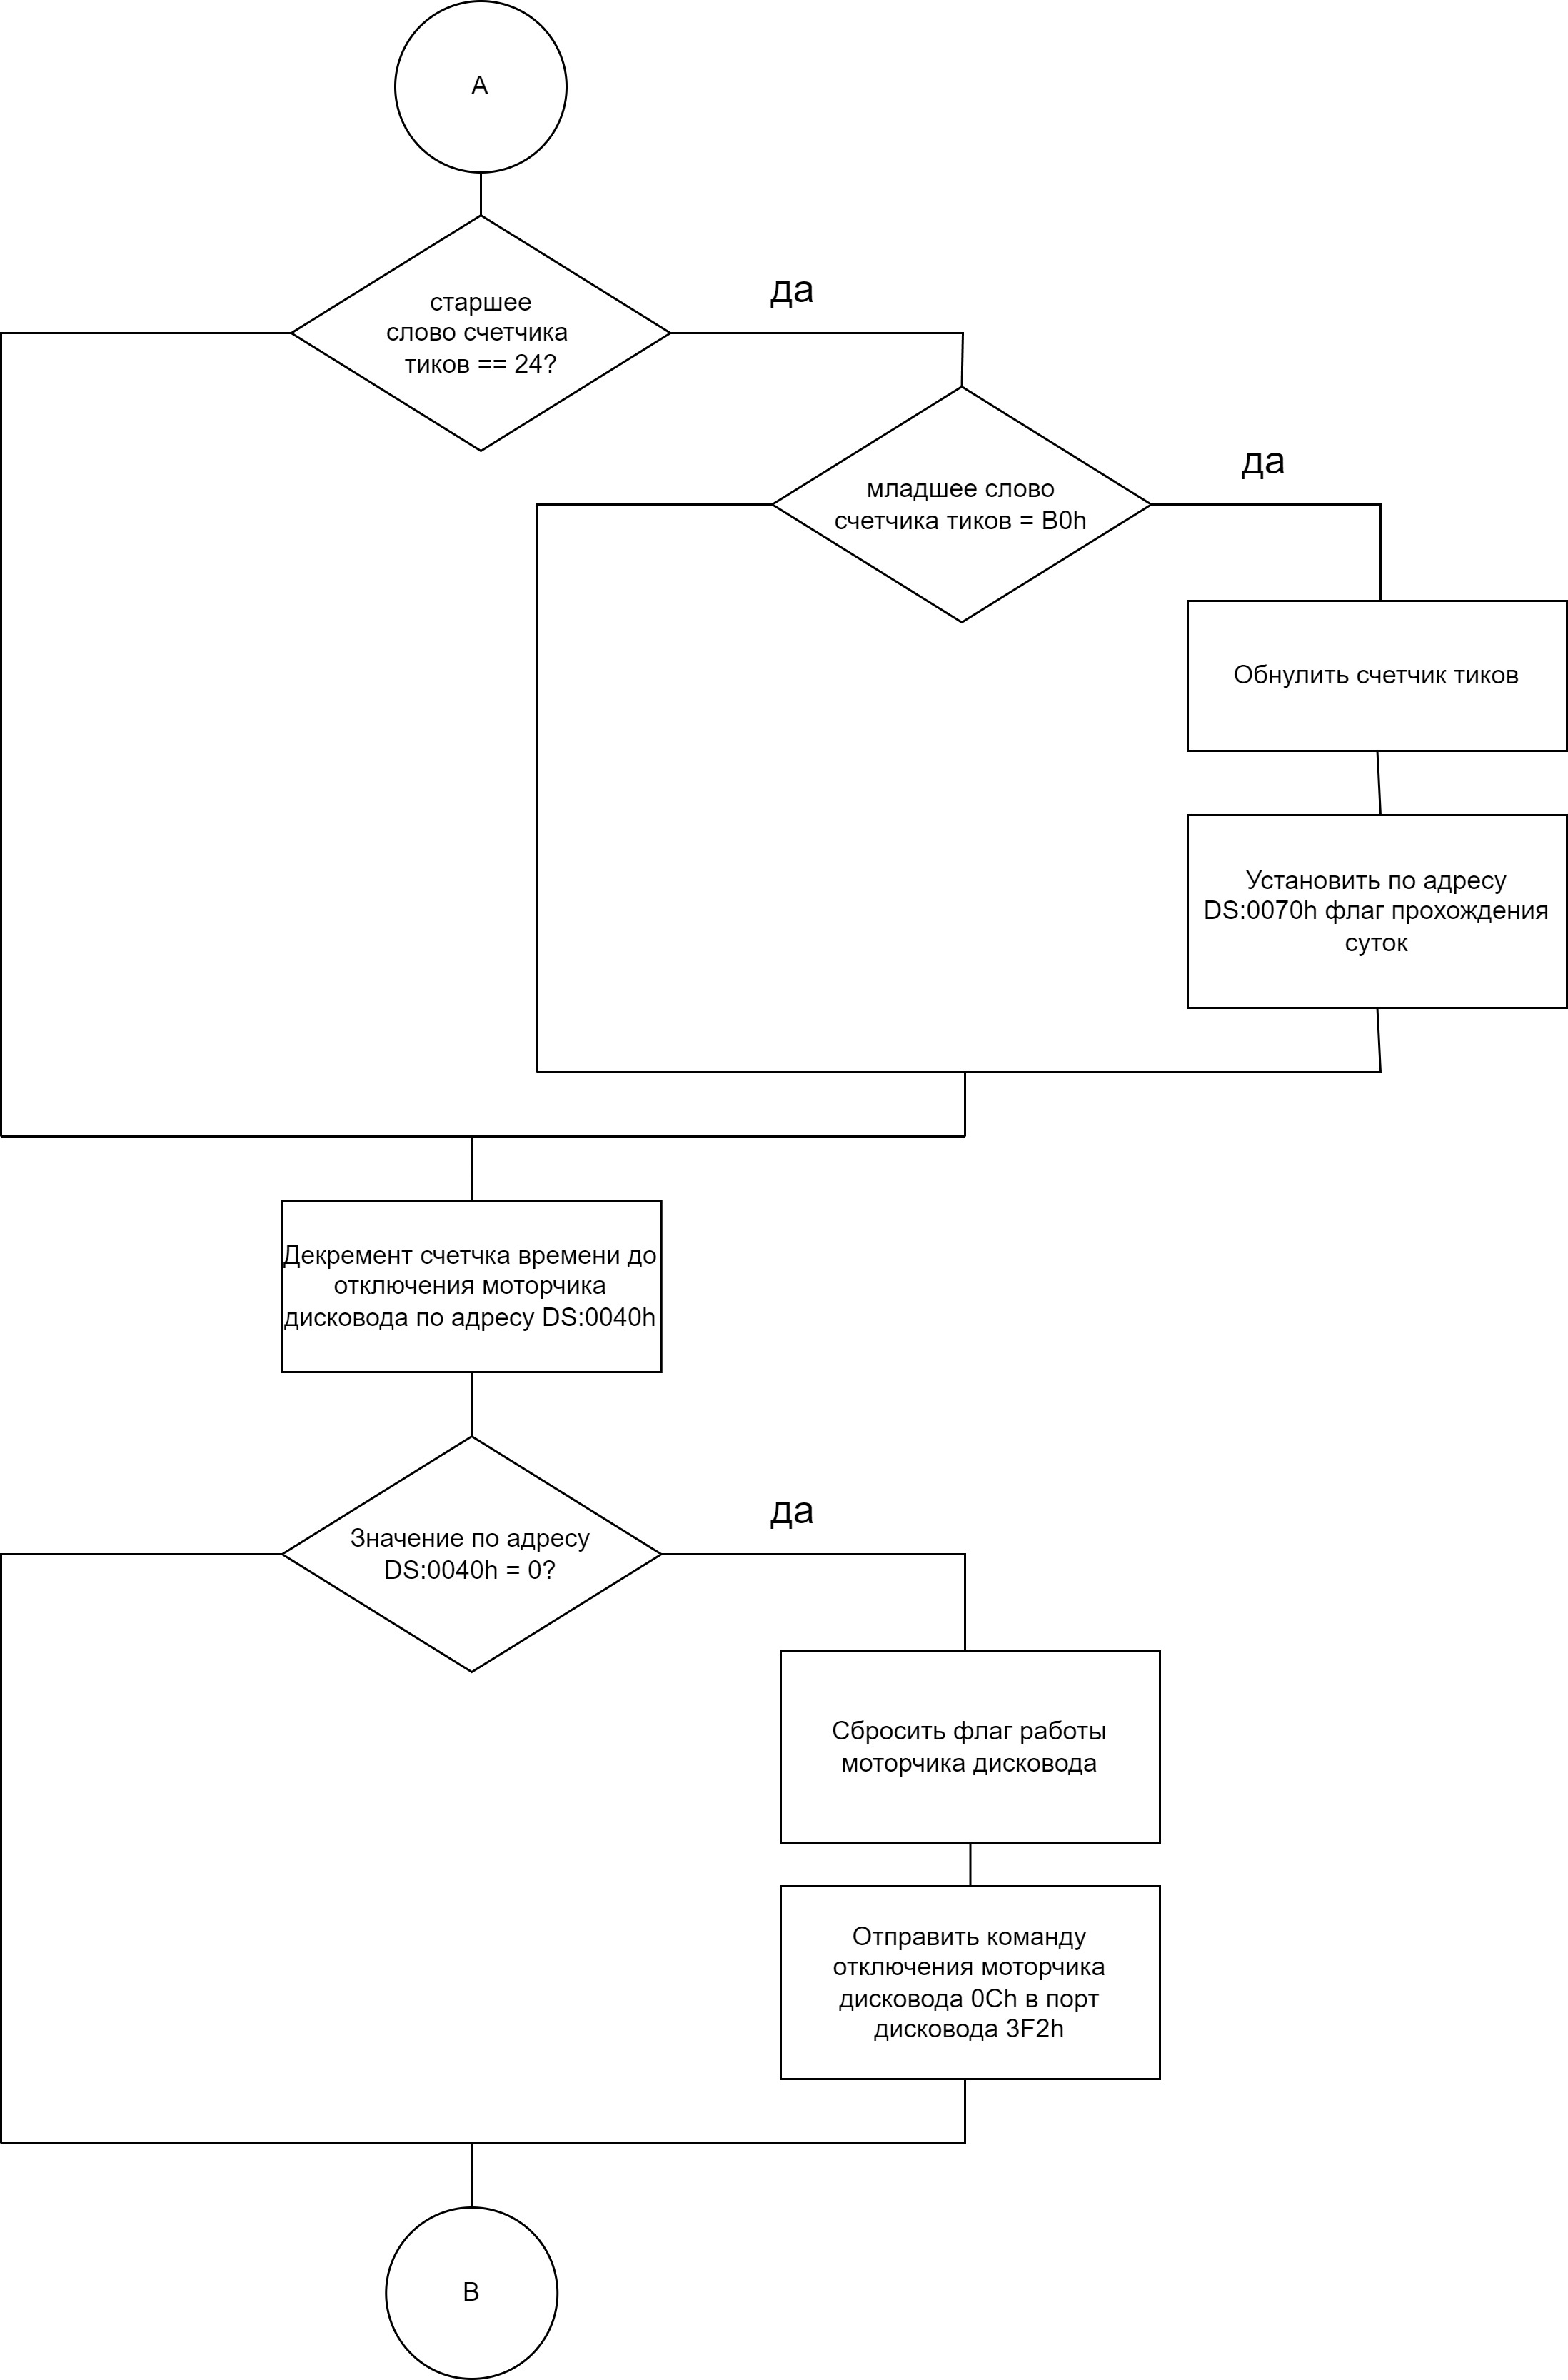 A
старшее
слово счетчика
тиков == 24?
да
младшее слово
счетчика тиков = B0h
да
Обнулить счетчик тиков
Установить по адресу
DS:0070h флаг прохождения
суток
Декремент счетчка времени до
отключения моторчика
дисковода по адресу DS:0040h
Значение по адресу
DS:0040h = 0?
да
Сбросить флаг работы
моторчика дисковода
Отправить команду
отключения моторчика
дисковода 0Ch в порт
дисковода 3F2h
B